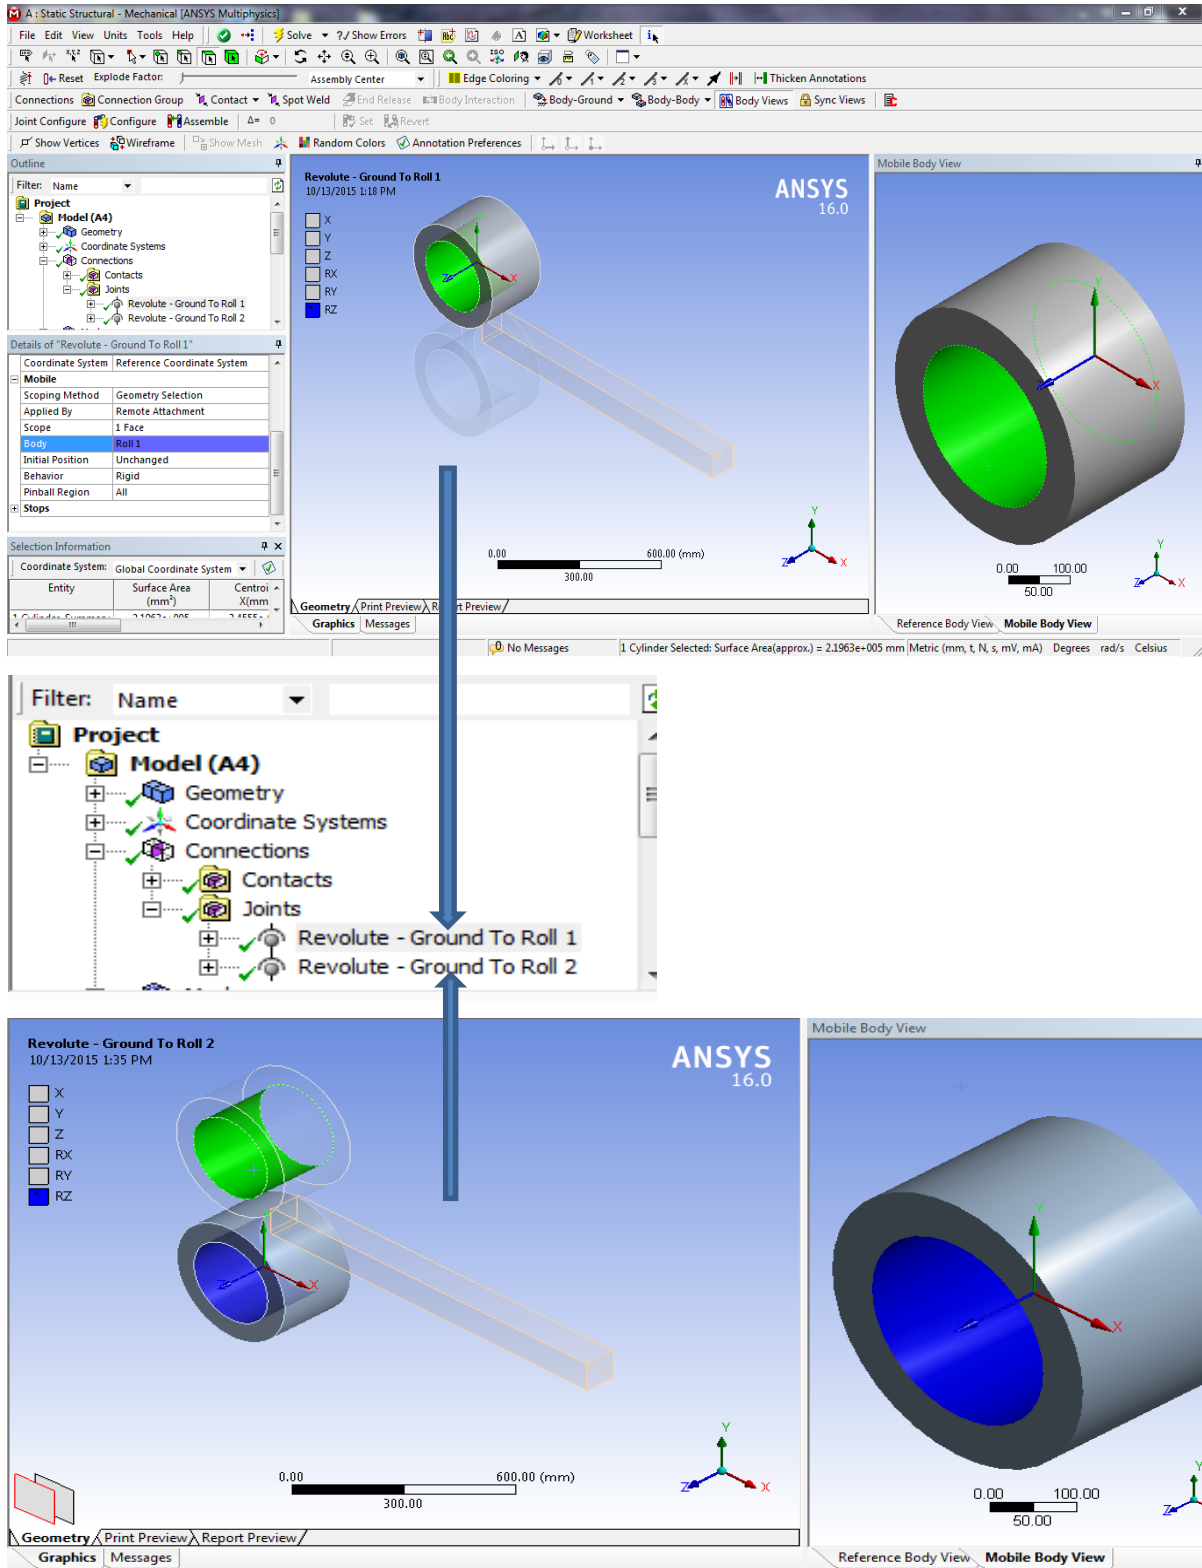 A : Static Structural - Mechanical [ANSYS Multiphysics]
File Edit View Units Tools Help Solve ?/ Show Errors Worksheet
Reset Explode Factor: Assembly Center Edge Coloring Thicken Annotations
Connections Connection Group Contact Spot Weld End Release Body Interaction Body-Ground Body-Body Body Views Sync Views
Joint Configure Configure Assemble Δ= 0 Set Revert
Show Vertices Wireframe Show Mesh Random Colors Annotation Preferences
Outline
Filter: Name
Project
Model (A4)
Geometry
Coordinate Systems
Connections
Contacts
Joints
Revolute - Ground To Roll 1
Revolute - Ground To Roll 2
Details of "Revolute - Ground To Roll 1"
Coordinate System Reference Coordinate System
Mobile
Scoping Method Geometry Selection
Applied By Remote Attachment
Scope 1 Face
Body Roll 1
Initial Position Unchanged
Behavior Rigid
Pinball Region All
Stops
Selection Information
Coordinate System: Global Coordinate System
Entity Surface Area (mm²) Centroi X(mm
Revolute - Ground To Roll 1
10/13/2015 1:18 PM
X
Y
Z
RX
RY
RZ
ANSYS
16.0
Z X Y
0.00 600.00 (mm)
300.00
Y
Z X
Geometry Print Preview Report Preview
Graphics Messages
Mobile Body View
Y
X
0.00 100.00
50.00
Y
Z X
Reference Body View Mobile Body View
No Messages 1 Cylinder Selected: Surface Area(approx.) = 2.1963e+005 mm Metric (mm, t, N, s, mV, mA) Degrees rad/s Celsius
Filter: Name
Project
Model (A4)
Geometry
Coordinate Systems
Connections
Contacts
Joints
Revolute - Ground To Roll 1
Revolute - Ground To Roll 2
Revolute - Ground To Roll 2
10/13/2015 1:35 PM
X
Y
Z
RX
RY
RZ
ANSYS
16.0
Y
Z X
0.00 600.00 (mm)
300.00
Y
Z X
Geometry Print Preview Report Preview
Graphics Messages
Mobile Body View
Y
X
0.00 100.00
50.00
Y
Z
Reference Body View Mobile Body View